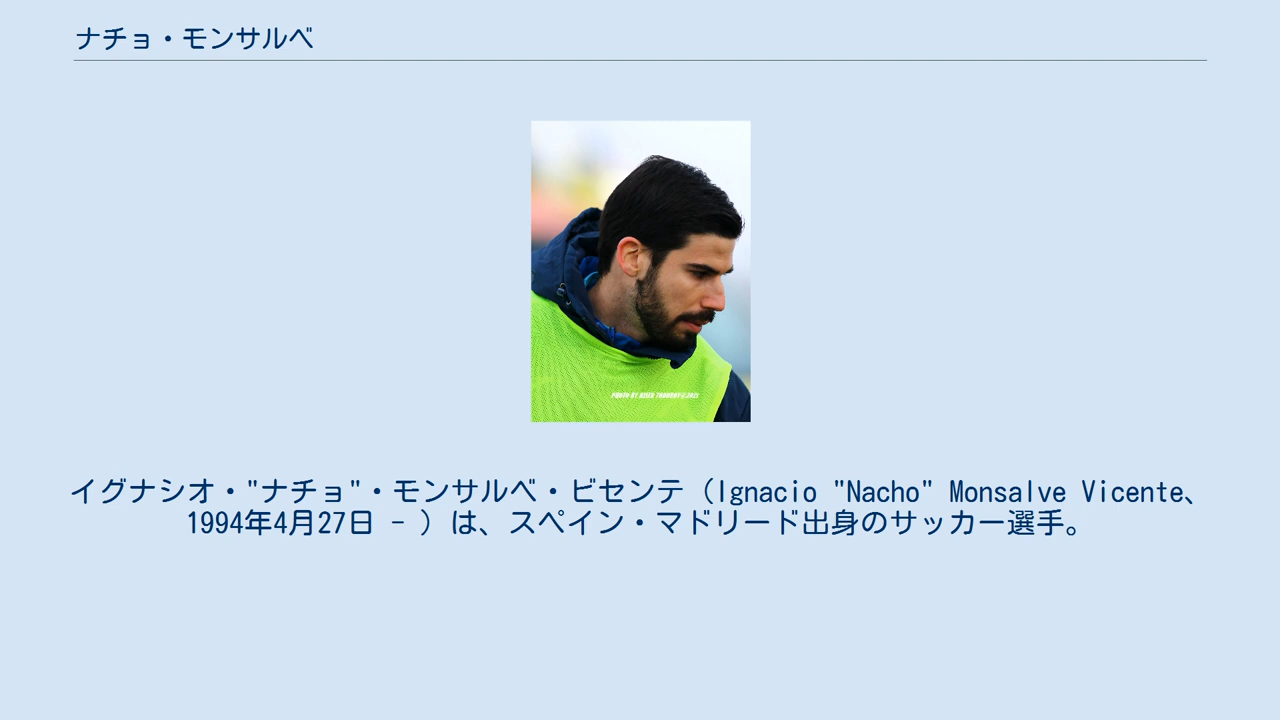 ナチョ・モンサルベ
PHOTO BY
イグナシオ・"ナチョ"・モンサルベ・ビセンテ（Ignacio "Nacho" Monsalve Vicente、
1994年4月27日 - ）は、スペイン・マドリード出身のサッカー選手。